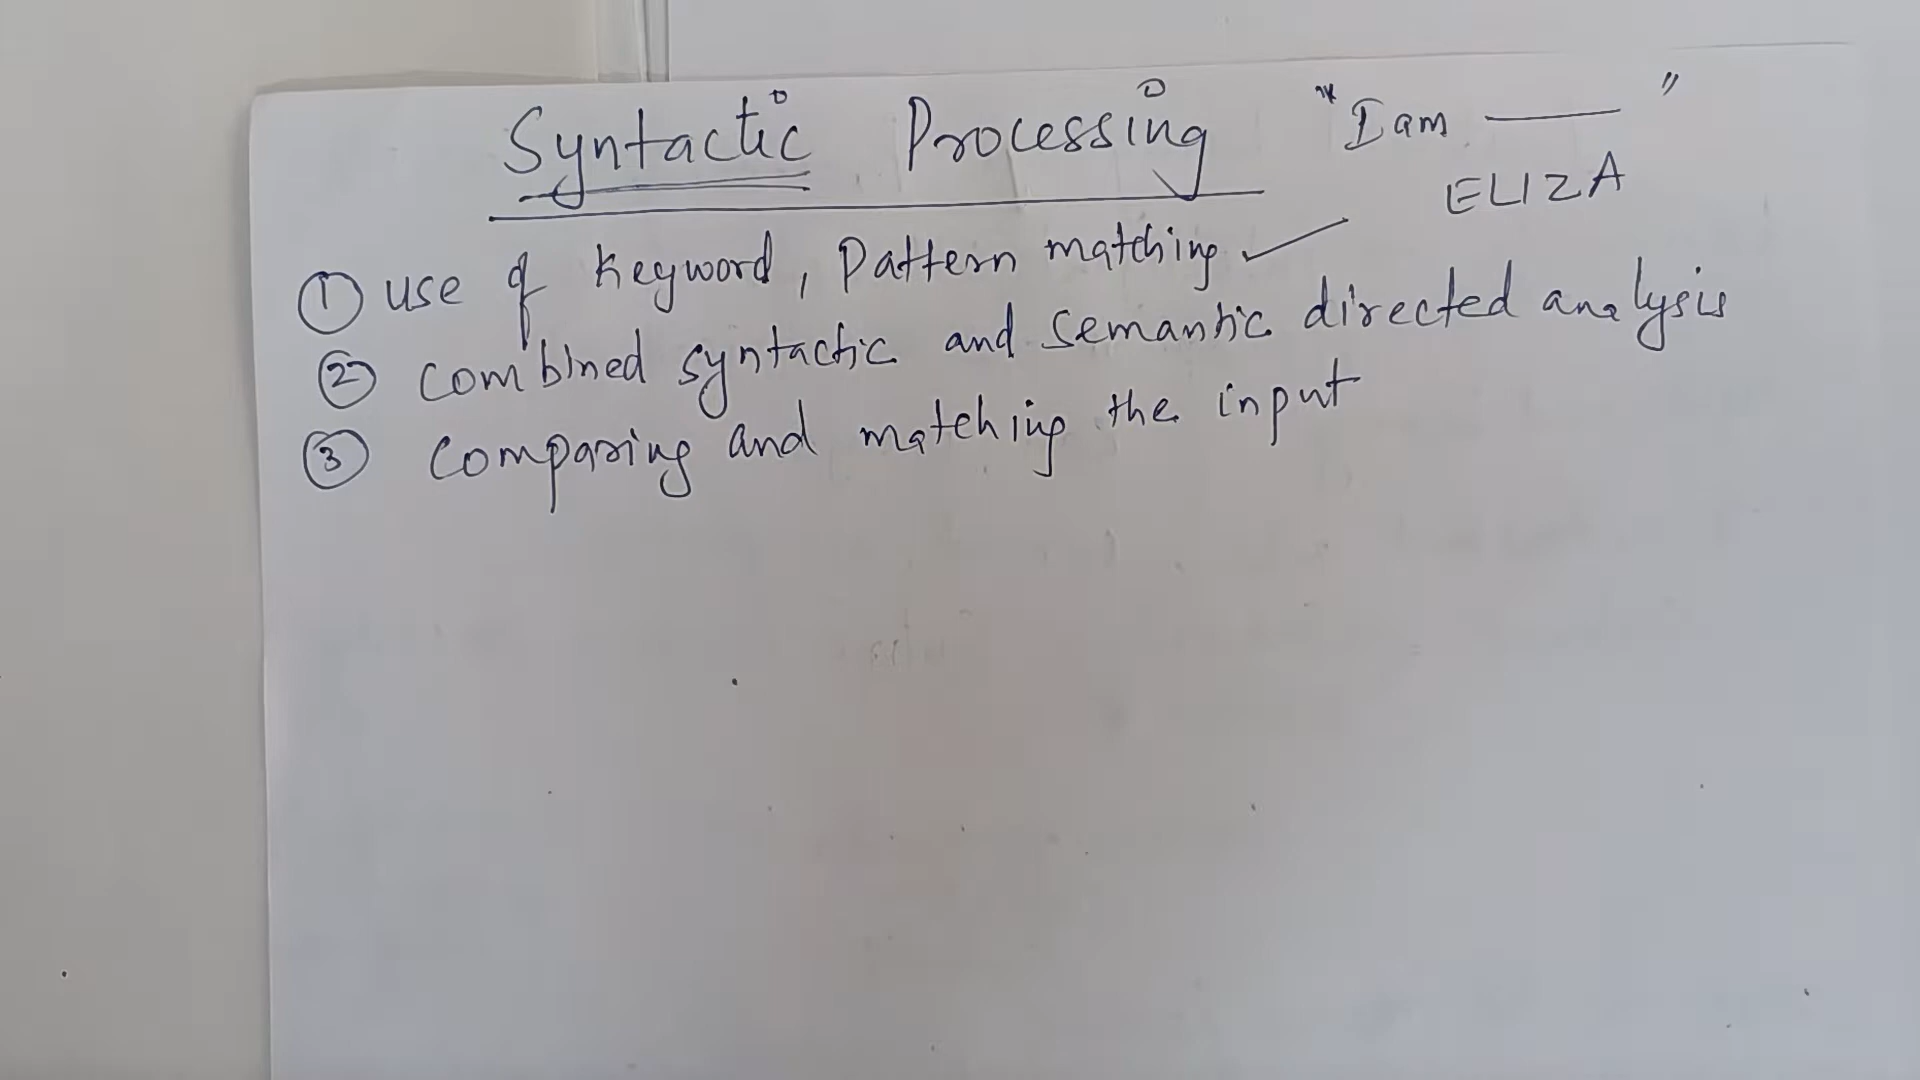 Syntactic Processing
"I am ——— "
ELIZA
① use of keyword, Pattern matching ✓
② combined syntactic and semantic directed analysis
③ comparing and matching the input